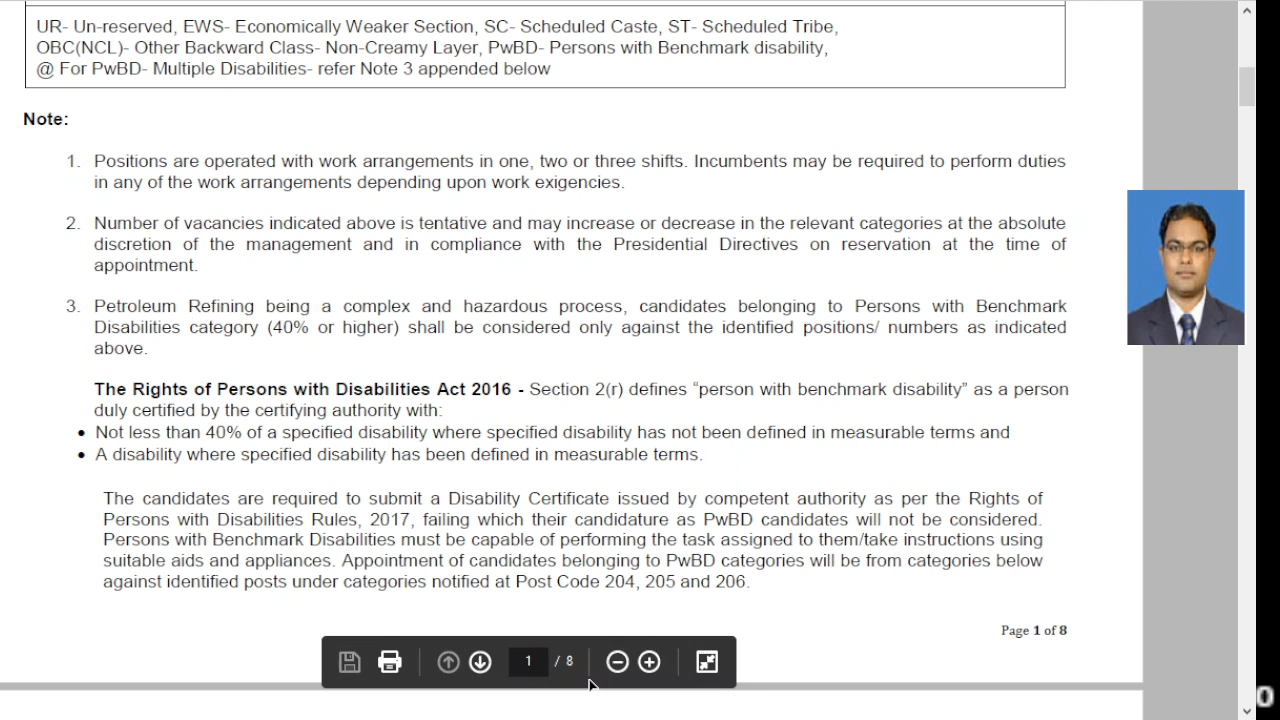 UR- Un-reserved, EWS- Economically Weaker Section, SC- Scheduled Caste, ST- Scheduled Tribe,
OBC(NCL)- Other Backward Class- Non-Creamy Layer, PwBD- Persons with Benchmark disability,
@ For PwBD- Multiple Disabilities- refer Note 3 appended below
Note:
1. Positions are operated with work arrangements in one, two or three shifts. Incumbents may be required to perform duties
in any of the work arrangements depending upon work exigencies.
2. Number of vacancies indicated above is tentative and may increase or decrease in the relevant categories at the absolute
discretion of the management and in compliance with the Presidential Directives on reservation at the time of
appointment.
3. Petroleum Refining being a complex and hazardous process, candidates belonging to Persons with Benchmark
Disabilities category (40% or higher) shall be considered only against the identified positions/ numbers as indicated
above.
The Rights of Persons with Disabilities Act 2016 - Section 2(r) defines “person with benchmark disability” as a person
duly certified by the certifying authority with:
• Not less than 40% of a specified disability where specified disability has not been defined in measurable terms and
• A disability where specified disability has been defined in measurable terms.
The candidates are required to submit a Disability Certificate issued by competent authority as per the Rights of
Persons with Disabilities Rules, 2017, failing which their candidature as PwBD candidates will not be considered.
Persons with Benchmark Disabilities must be capable of performing the task assigned to them/take instructions using
suitable aids and appliances. Appointment of candidates belonging to PwBD categories will be from categories below
against identified posts under categories notified at Post Code 204, 205 and 206.
Page 1 of 8
1 / 8